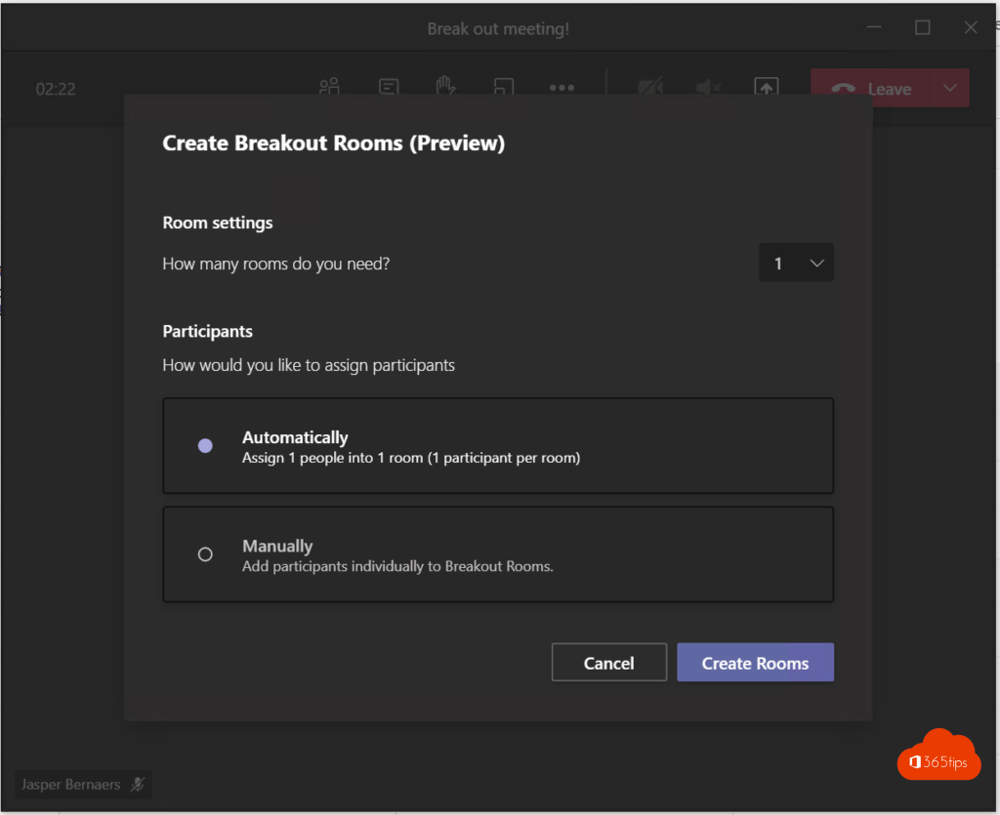 Break out meeting!
02:22
Leave
Create Breakout Rooms (Preview)
Room settings
How many rooms do you need?
1
Participants
How would you like to assign participants
Automatically
Assign 1 people into 1 room (1 participant per room)
Manually
Add participants individually to Breakout Rooms.
Cancel
Create Rooms
365tips
Jasper Bernaers